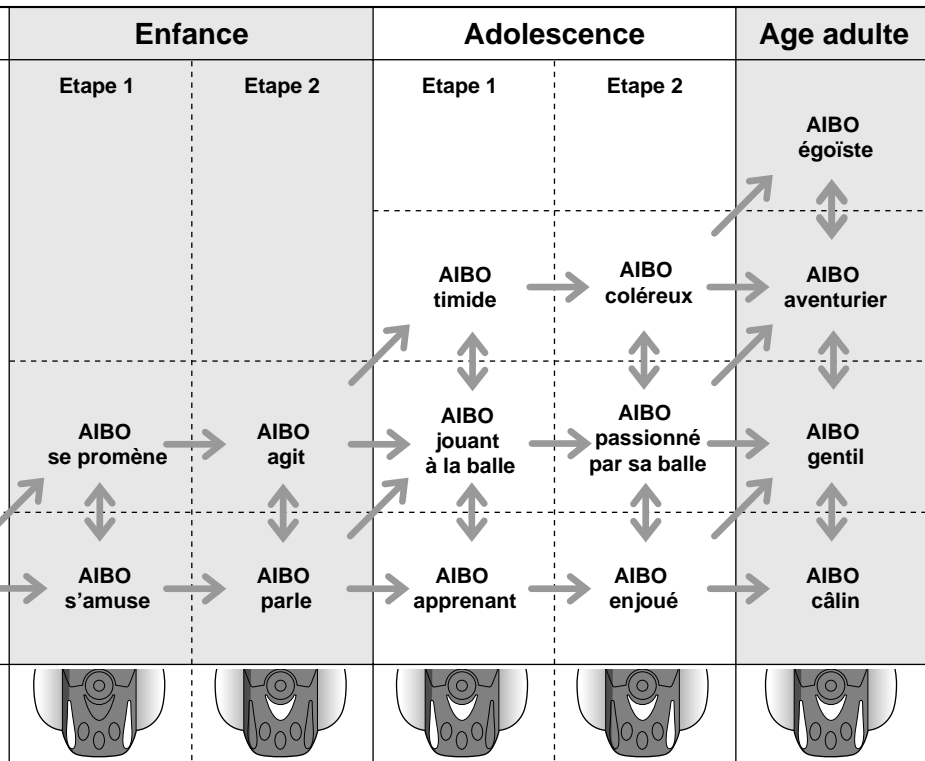 Enfance
Adolescence
Age adulte
Etape 1
Etape 2
Etape 1
Etape 2
AIBO
égoïste
AIBO
timide
AIBO
coléreux
AIBO
aventurier
AIBO
se promène
AIBO
agit
AIBO
jouant
à la balle
AIBO
passionné
par sa balle
AIBO
gentil
AIBO
s’amuse
AIBO
parle
AIBO
apprenant
AIBO
enjoué
AIBO
câlin